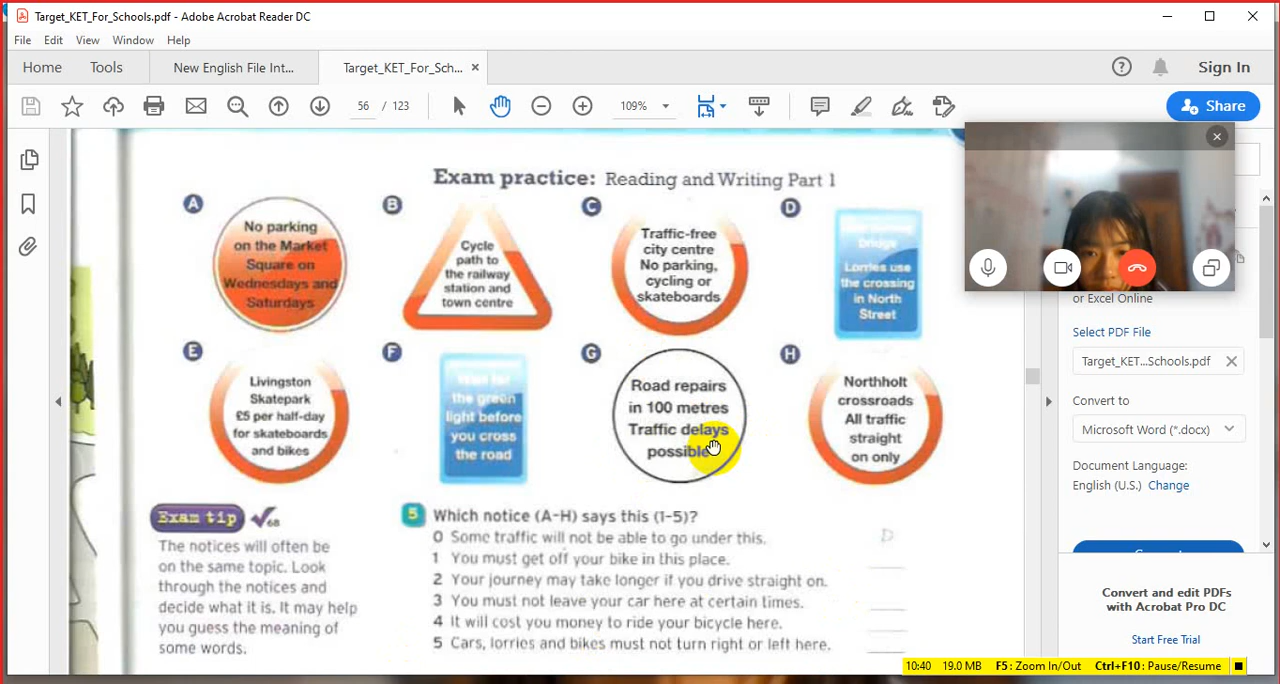 Target_KET_For_Schools.pdf - Adobe Acrobat Reader DC
File Edit View Window Help
Home Tools New English File Int... Target_KET_For_Sch... Sign In
56 / 123 109% Share
Exam practice: Reading and Writing Part 1
A
No parking
on the Market
Square on
Wednesdays and
Saturdays
B
Cycle
path to
the railway
station and
town centre
C
Traffic-free
city centre
No parking,
cycling or
skateboards
D
bridge
Lorries use
the crossing
in North
Street
E
Livingston
Skatepark
£5 per half-day
for skateboards
and bikes
F
Wait for
the green
light before
you cross
the road
G
Road repairs
in 100 metres
Traffic delays
possible
H
Northholt
crossroads
All traffic
straight
on only
Exam tip
The notices will often be
on the same topic. Look
through the notices and
decide what it is. It may help
you guess the meaning of
some words.
5 Which notice (A-H) says this (1-5)?
0 Some traffic will not be able to go under this. D
1 You must get off your bike in this place.
2 Your journey may take longer if you drive straight on.
3 You must not leave your car here at certain times.
4 It will cost you money to ride your bicycle here.
5 Cars, lorries and bikes must not turn right or left here.
or Excel Online
Select PDF File
Target_KET...Schools.pdf
Convert to
Microsoft Word (*.docx)
Document Language:
English (U.S.) Change
Convert and edit PDFs
with Acrobat Pro DC
Start Free Trial
10:40 19.0 MB F5: Zoom In/Out Ctrl+F10: Pause/Resume